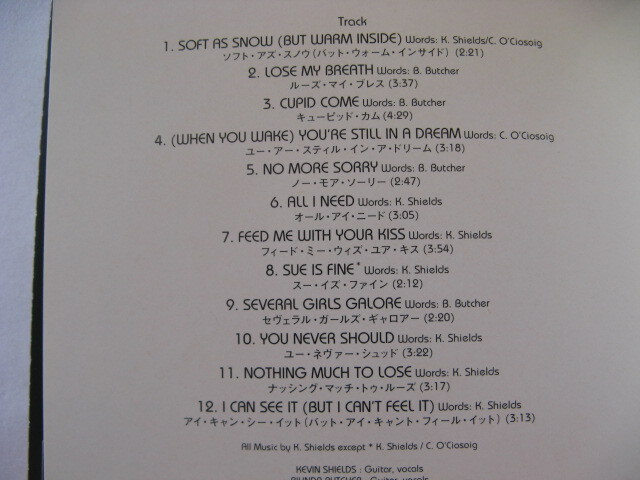 Track
1. SOFT AS SNOW (BUT WARM INSIDE) Words: K. Shields/C. O'Ciosoig
ソフト・アズ・スノウ(バット・ウォーム・インサイド) (2:21)
2. LOSE MY BREATH Words: B. Butcher
ルーズ・マイ・ブレス (3:37)
3. CUPID COME Words: B. Butcher
キューピッド・カム (4:29)
4. (WHEN YOU WAKE) YOU'RE STILL IN A DREAM Words: C. O'Ciosoig
ユー・アー・スティル・イン・ア・ドリーム (3:18)
5. NO MORE SORRY Words: B. Butcher
ノー・モア・ソーリー (2:47)
6. ALL I NEED Words: K. Shields
オール・アイ・ニード (3:05)
7. FEED ME WITH YOUR KISS Words: K. Shields
フィード・ミー・ウィズ・ユア・キス (3:54)
8. SUE IS FINE* Words: K. Shields
スー・イズ・ファイン (2:12)
9. SEVERAL GIRLS GALORE Words: B. Butcher
セヴェラル・ガールズ・ギャロアー (2:20)
10. YOU NEVER SHOULD Words: K. Shields
ユー・ネヴァー・シュッド (3:22)
11. NOTHING MUCH TO LOSE Words: K. Shields
ナッシング・マッチ・トゥ・ルーズ (3:17)
12. I CAN SEE IT (BUT I CAN'T FEEL IT) Words: K. Shields
アイ・キャン・シー・イット(バット・アイ・キャント・フィール・イット) (3:13)
All Music by K. Shields except * K. Shields / C. O'Ciosoig
KEVIN SHIELDS : Guitar, vocals
BILINDA BUTCHER : Guitar, vocals